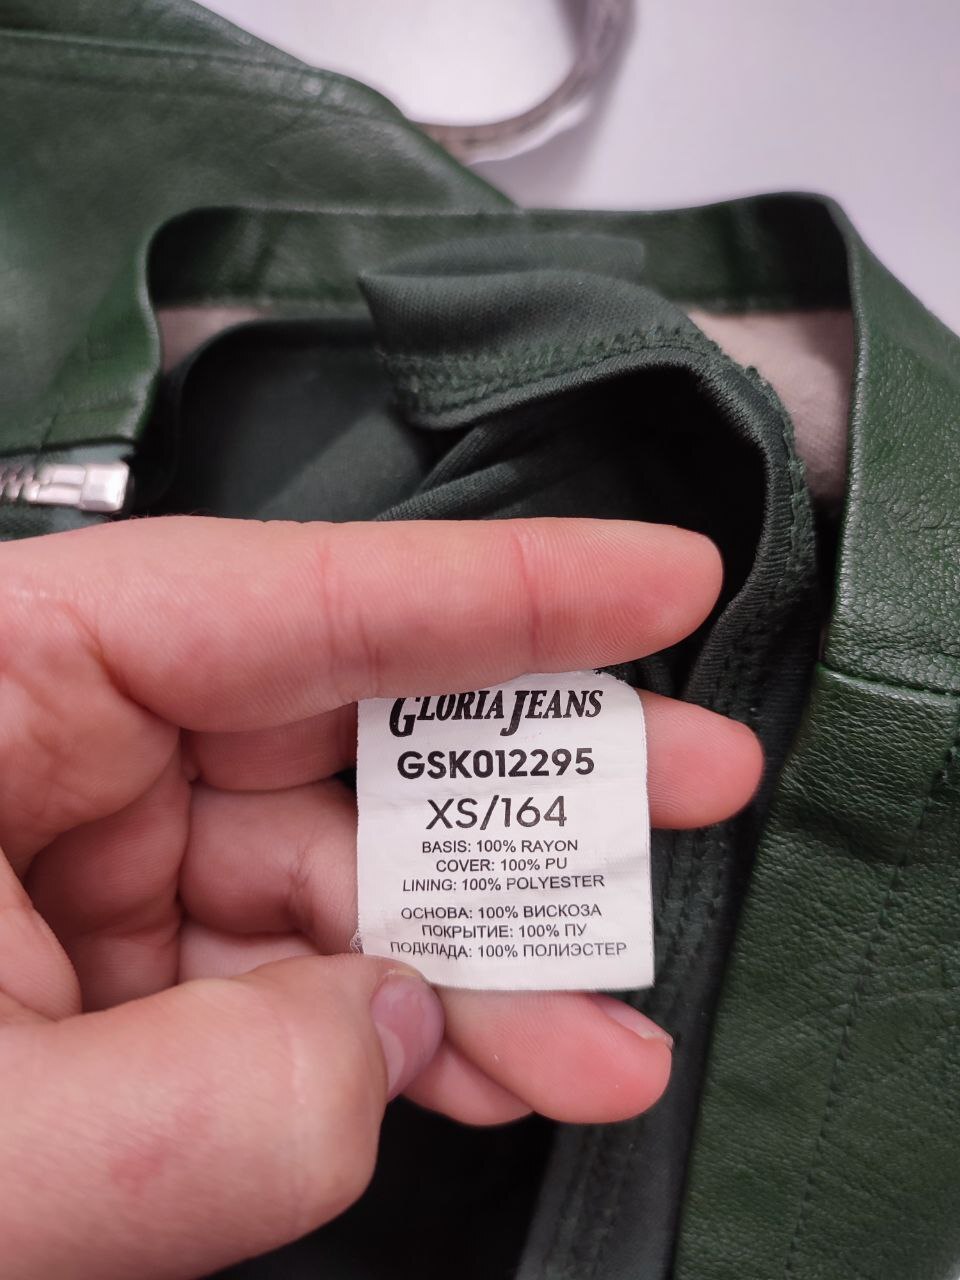 GLORIA JEANS
GSK012295
XS/164
BASIS: 100% RAYON
COVER: 100% PU
LINING: 100% POLYESTER
ОСНОВА: 100% ВИСКОЗА
ПОКРЫТИЕ: 100% ПУ
ПОДКЛАДА: 100% ПОЛИЭСТЕР